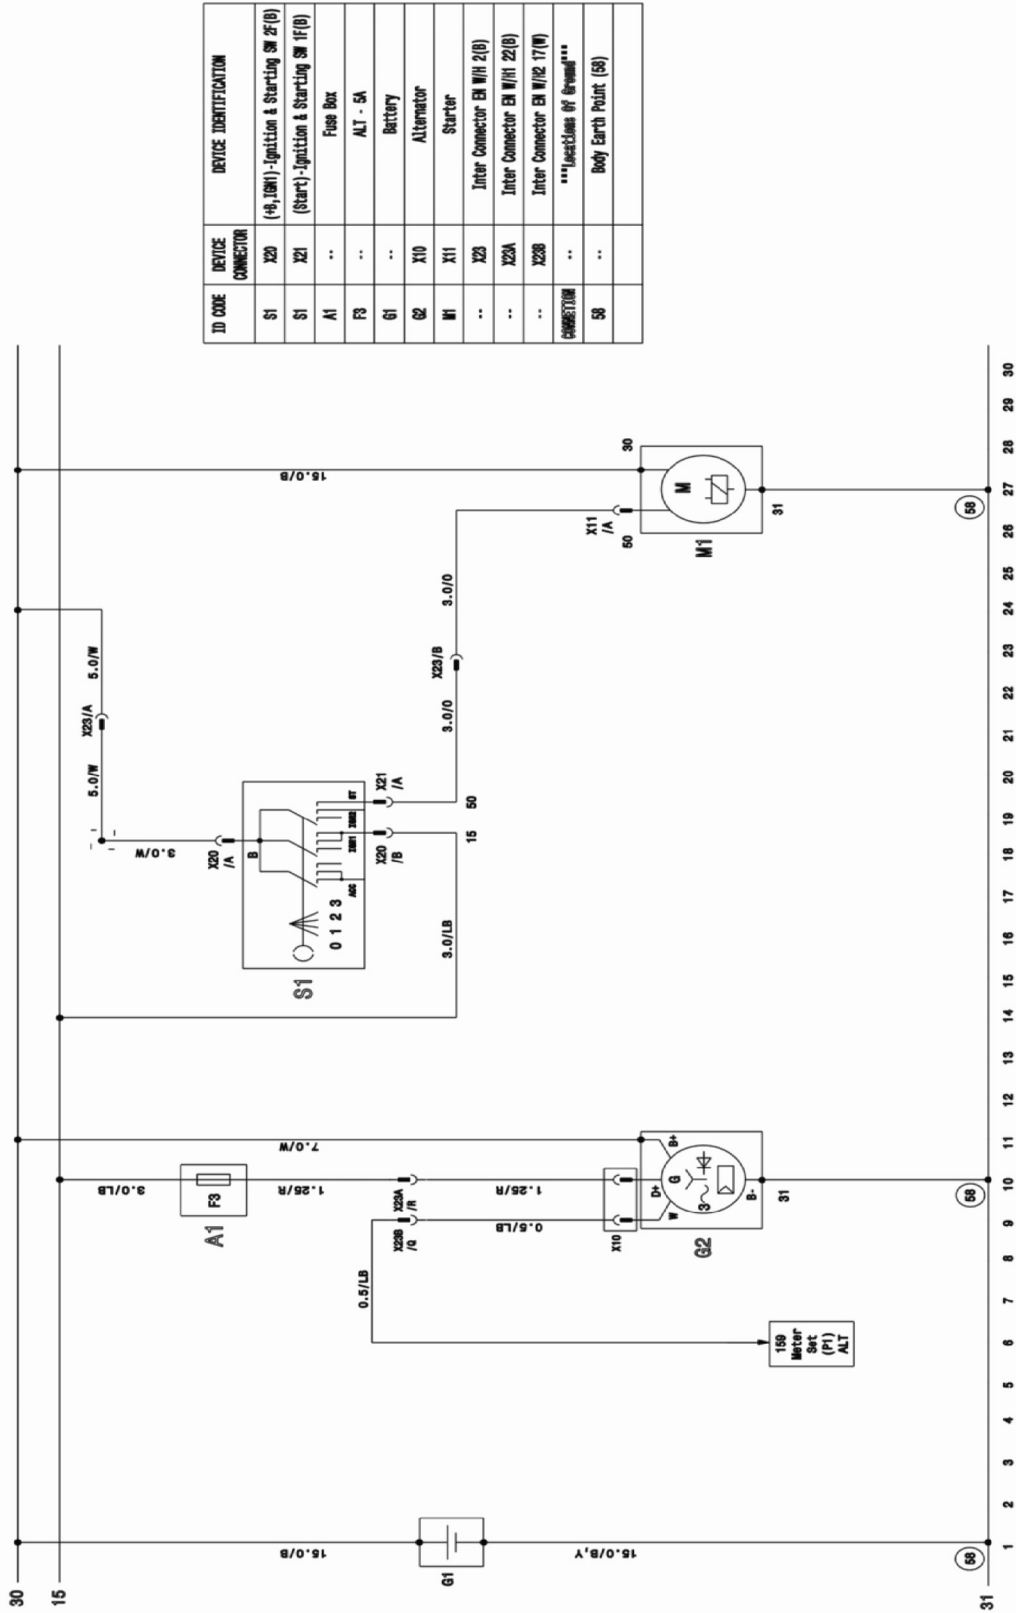 30
15
31
15.0/B
G1
15.0/B,Y
58
0.5/LB
159
Meter
Set
(P1)
ALT
3.0/LB
A1
F3
1.25/R
X23A
/R
X23B
/Q
1.25/R
0.5/LB
X10
D+
W
B+
G
3
B-
G2
31
58
7.0/W
5.0/W
X23/A
5.0/W
3.0/W
X20
/A
B
0 1 2 3
ACC
IGN1
IGN2
ST
S1
X20
/B
X21
/A
15
50
3.0/LB
3.0/O
X23/B
3.0/O
15.0/B
X11
/A
50
30
M
M1
31
58
1 2 3 4 5 6 7 8 9 10 11 12 13 14 15 16 17 18 19 20 21 22 23 24 25 26 27 28 29 30
ID CODE DEVICE CONNECTOR DEVICE IDENTIFICATION
S1 X20 (+B,IGN1)-Ignition & Starting SW 2F(B)
S1 X21 (Start)-Ignition & Starting SW 1F(B)
A1 -- Fuse Box
F3 -- ALT - 5A
G1 -- Battery
G2 X10 Alternator
M1 X11 Starter
-- X23 Inter Connector EN W/H 2(B)
-- X23A Inter Connector EN W/H1 22(B)
-- X23B Inter Connector EN W/H2 17(W)
CONNETION -- """Locations Of Ground"""
58 -- Body Earth Point (58)